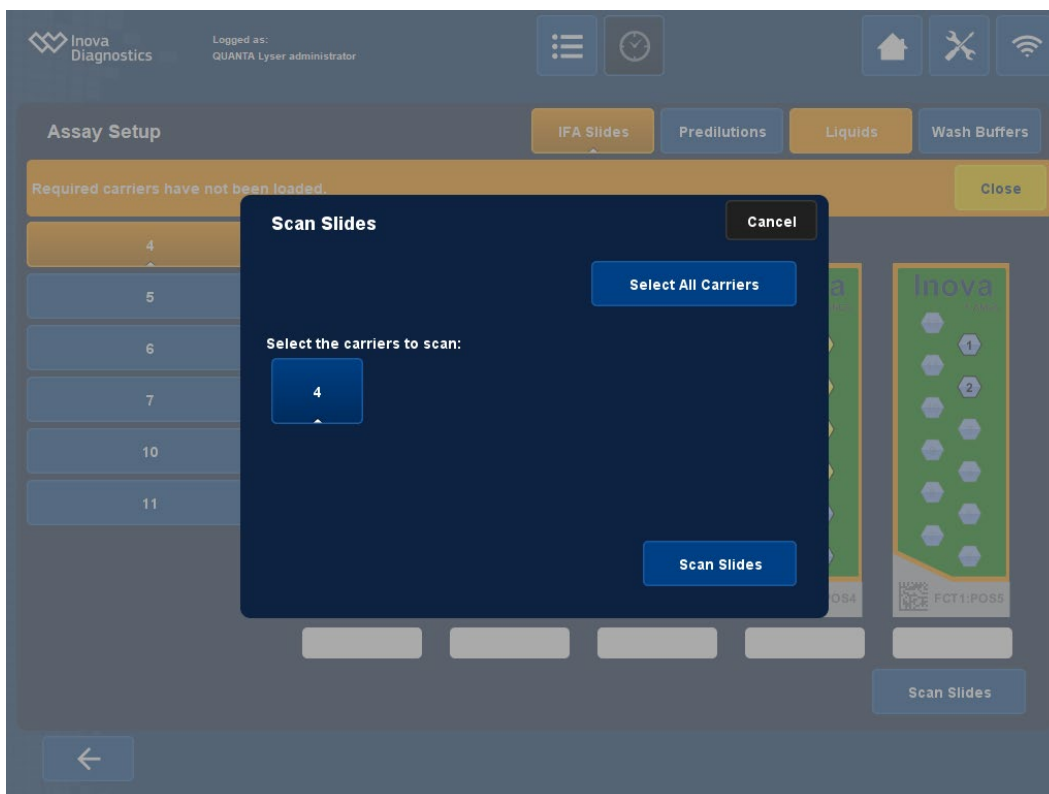 Inova
Diagnostics
Logged as:
QUANTA Lyser administrator
Assay Setup
IFA Slides
Predilutions
Liquids
Wash Buffers
Required carriers have not been loaded.
Close
Scan Slides
Cancel
Select All Carriers
Select the carriers to scan:
4
4
5
6
7
10
11
Scan Slides
a
Inova
1
2
POS4
FCT1:POS5
Scan Slides